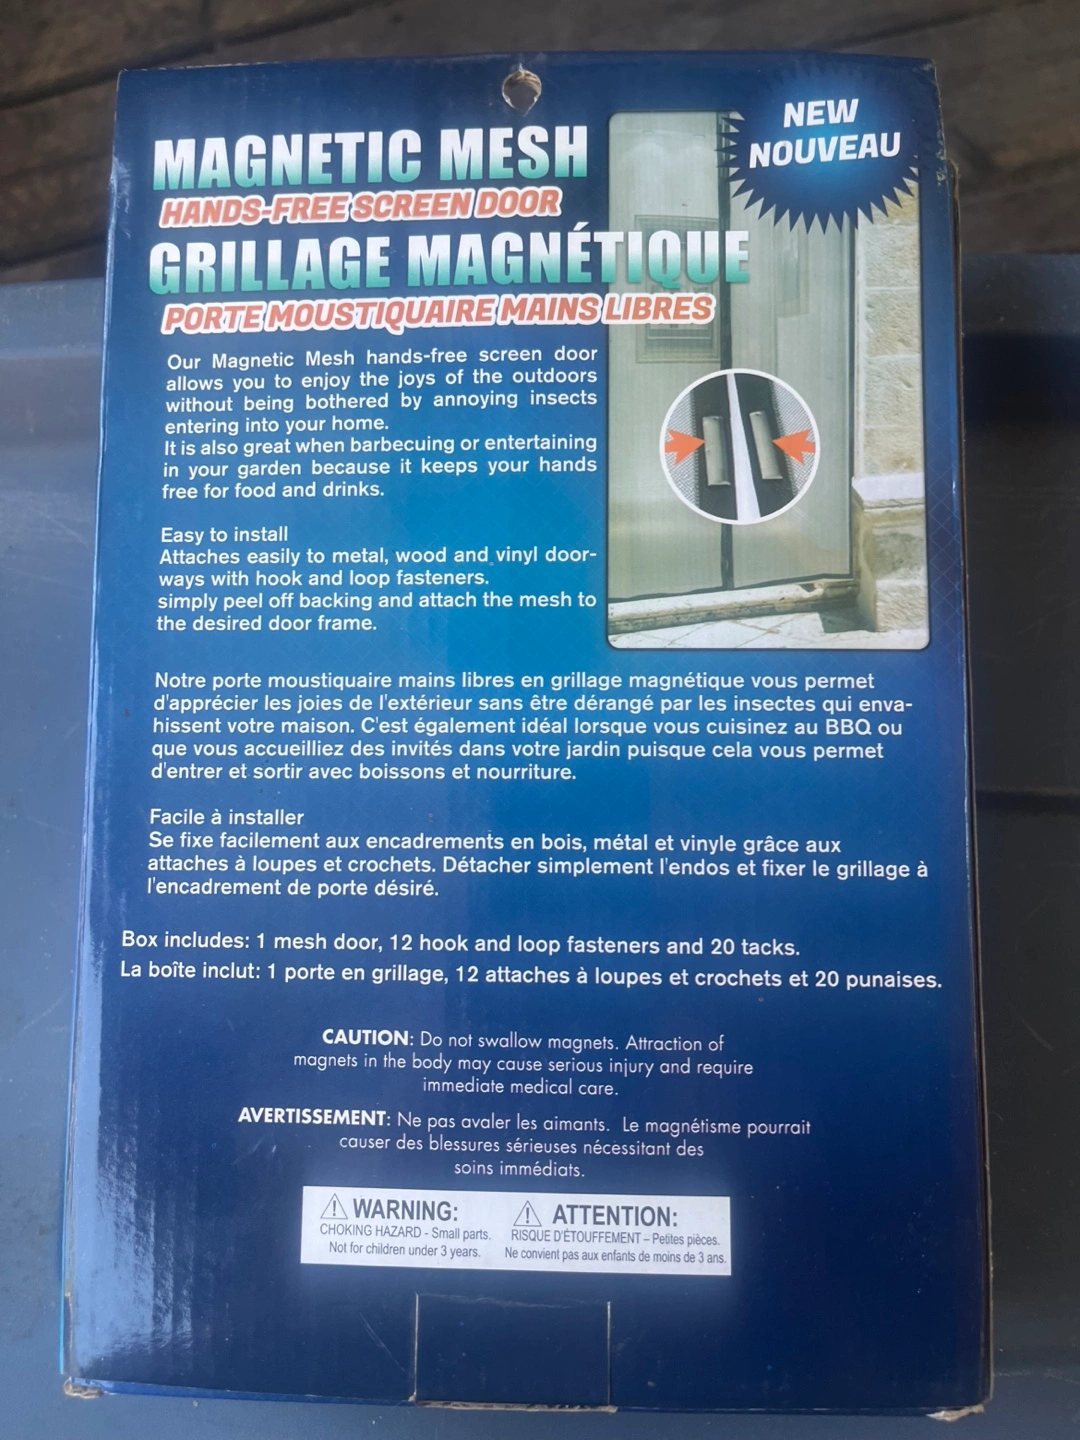 NEW
NOUVEAU
MAGNETIC MESH
HANDS-FREE SCREEN DOOR
GRILLAGE MAGNÉTIQUE
PORTE MOUSTIQUAIRE MAINS LIBRES
Our Magnetic Mesh hands-free screen door
allows you to enjoy the joys of the outdoors
without being bothered by annoying insects
entering into your home.
It is also great when barbecuing or entertaining
in your garden because it keeps your hands
free for food and drinks.
Easy to install
Attaches easily to metal, wood and vinyl door-
ways with hook and loop fasteners.
simply peel off backing and attach the mesh to
the desired door frame.
Notre porte moustiquaire mains libres en grillage magnétique vous permet
d'apprécier les joies de l'extérieur sans être dérangé par les insectes qui enva-
hissent votre maison. C'est également idéal lorsque vous cuisinez au BBQ ou
que vous accueilliez des invités dans votre jardin puisque cela vous permet
d'entrer et sortir avec boissons et nourriture.
Facile à installer
Se fixe facilement aux encadrements en bois, métal et vinyle grâce aux
attaches à loupes et crochets. Détacher simplement l'endos et fixer le grillage à
l'encadrement de porte désiré.
Box includes: 1 mesh door, 12 hook and loop fasteners and 20 tacks.
La boîte inclut: 1 porte en grillage, 12 attaches à loupes et crochets et 20 punaises.
CAUTION: Do not swallow magnets. Attraction of
magnets in the body may cause serious injury and require
immediate medical care.
AVERTISSEMENT: Ne pas avaler les aimants. Le magnétisme pourrait
causer des blessures sérieuses nécessitant des
soins immédiats.
WARNING:
CHOKING HAZARD - Small parts.
Not for children under 3 years.
ATTENTION:
RISQUE D'ÉTOUFFEMENT – Petites pièces.
Ne convient pas aux enfants de moins de 3 ans.